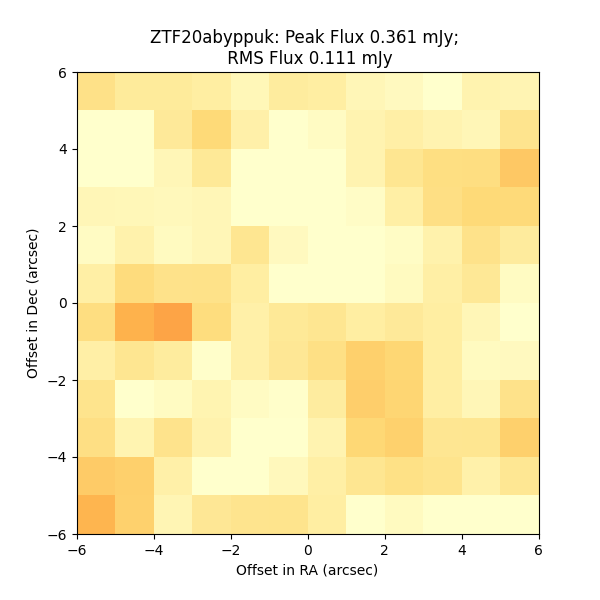 ZTF20abyppuk: Peak Flux 0.361 mJy;
RMS Flux 0.111 mJy
6
4
2
0
−2
−4
−6
Offset in Dec (arcsec)
−6 −4 −2 0 2 4 6
Offset in RA (arcsec)